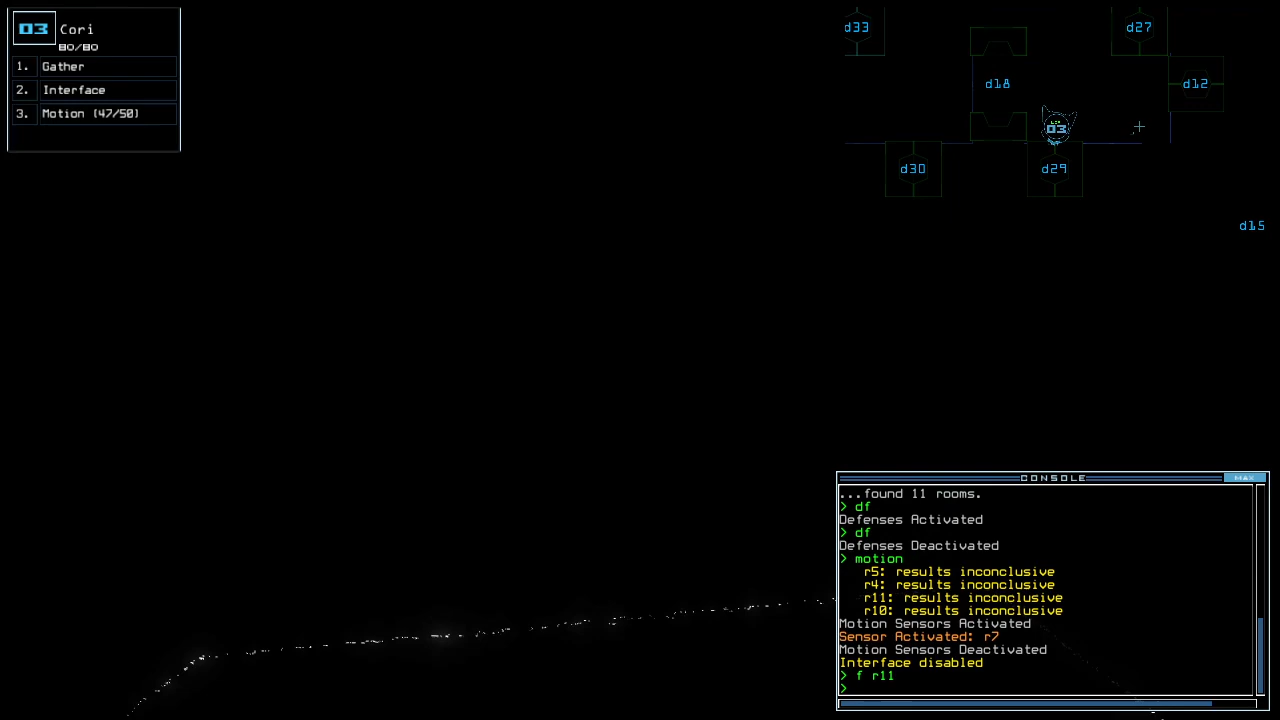 03 Cori
80/80
1. Gather
2. Interface
3. Motion (47/50)
d33
d27
d18
d12
03
d30
d29
d15
CONSOLE
MAX
...found 11 rooms.
> df
Defenses Activated
> df
Defenses Deactivated
> motion
r5: results inconclusive
r4: results inconclusive
r11: results inconclusive
r10: results inconclusive
Motion Sensors Activated
Sensor Activated: r7
Motion Sensors Deactivated
Interface disabled
> f r11
>